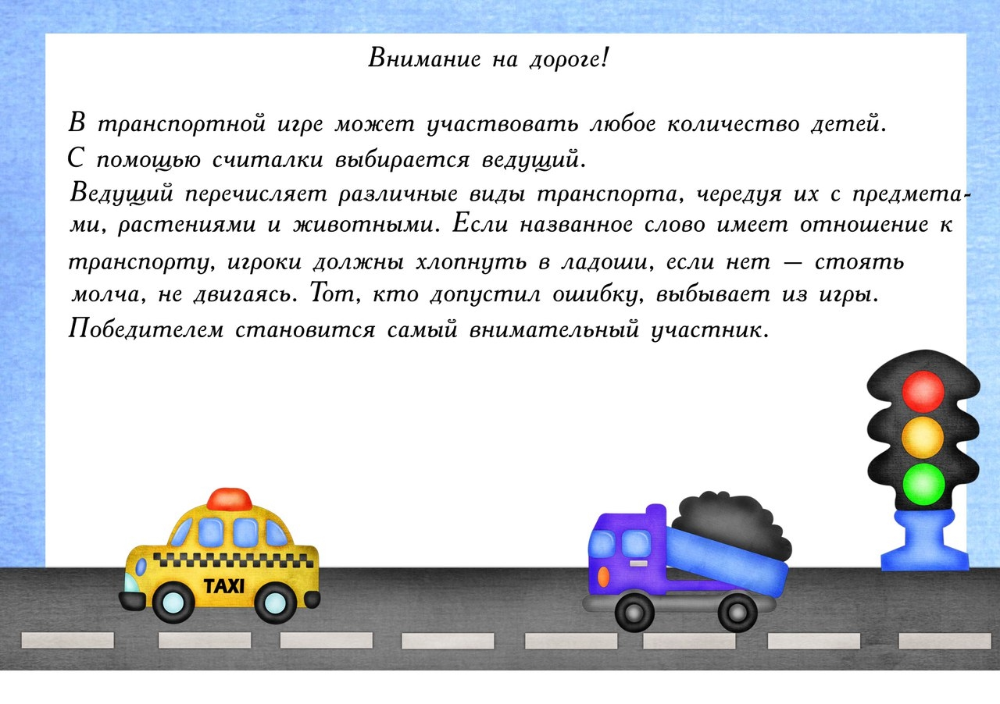 Внимание на дороге!
В транспортной игре может участвовать любое количество детей.
С помощью считалки выбирается ведущий.
Ведущий перечисляет различные виды транспорта, чередуя их с предмета-
ми, растениями и животными. Если названное слово имеет отношение к
транспорту, игроки должны хлопнуть в ладоши, если нет — стоять
молча, не двигаясь. Тот, кто допустил ошибку, выбывает из игры.
Победителем становится самый внимательный участник.
TAXI